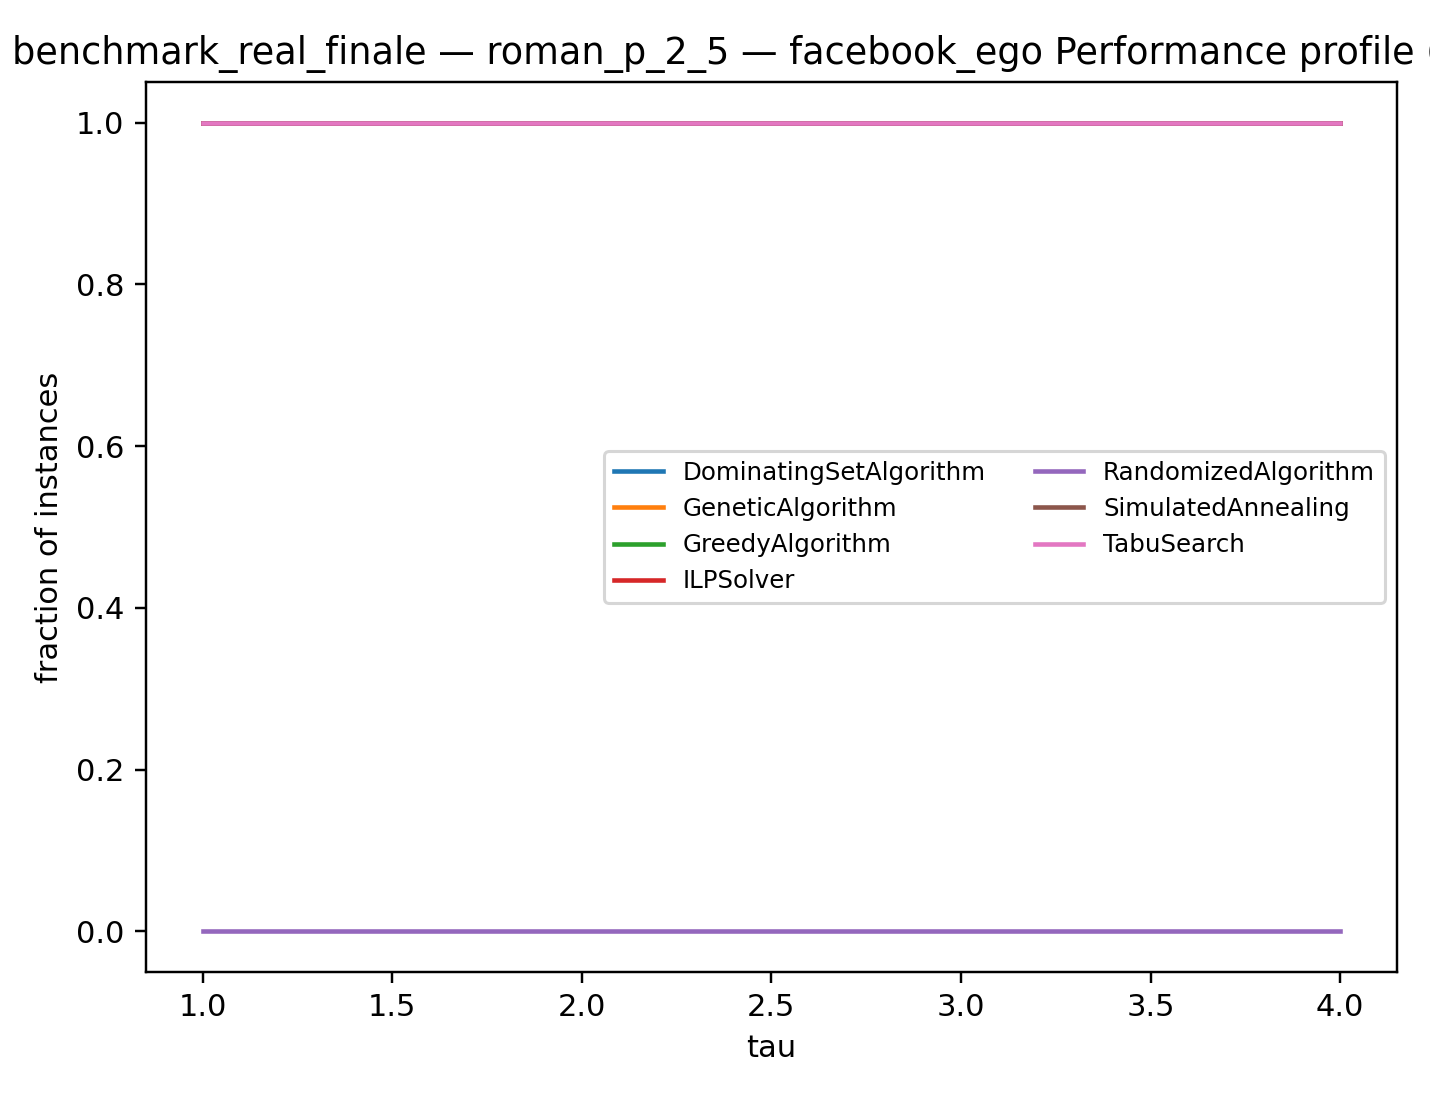 benchmark_real_finale — roman_p_2_5 — facebook_ego Performance profile
1.0
0.8
0.6
0.4
0.2
0.0
fraction of instances
DominatingSetAlgorithm
GeneticAlgorithm
GreedyAlgorithm
ILPSolver
RandomizedAlgorithm
SimulatedAnnealing
TabuSearch
1.0 1.5 2.0 2.5 3.0 3.5 4.0
tau